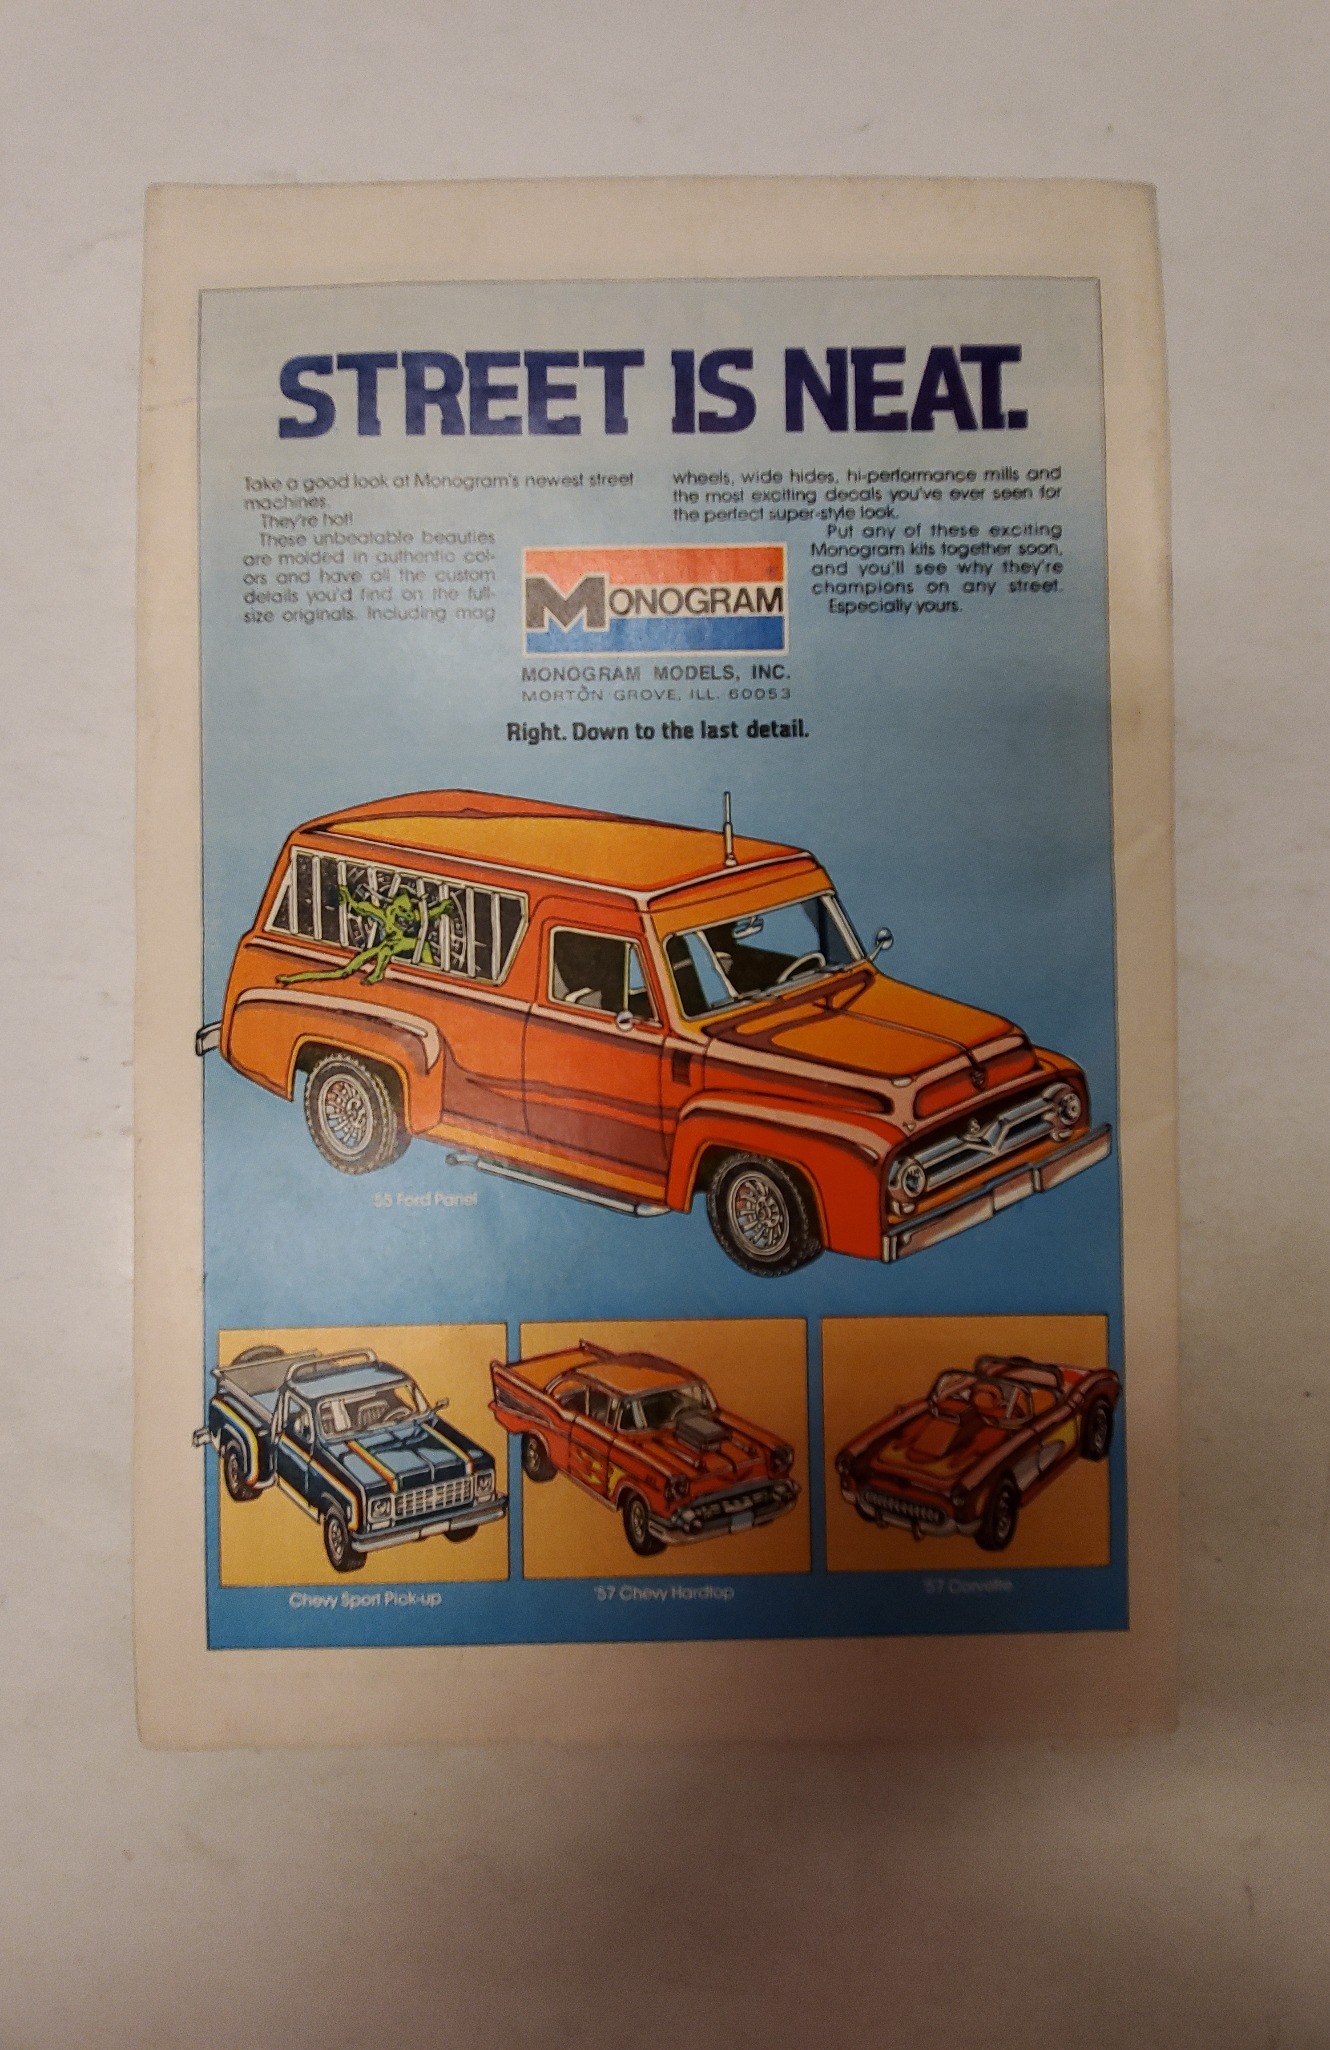 STREET IS NEAT.
Take a good look at Monogram's newest street
machines.
They're hot!
These unbeatable beauties
are molded in authentic col-
ors and have all the custom
details you'd find on the full-
size originals. Including mag
wheels, wide hides, hi-performance mills and
the most exciting decals you've ever seen for
the perfect super-style look.
Put any of these exciting
Monogram kits together soon,
and you'll see why they're
champions on any street.
Especially yours.
MONOGRAM
MONOGRAM MODELS, INC.
MORTON GROVE, ILL. 60053
Right. Down to the last detail.
'55 Ford Panel
Chevy Sport Pick-up
'57 Chevy Hardtop
'57 Corvette